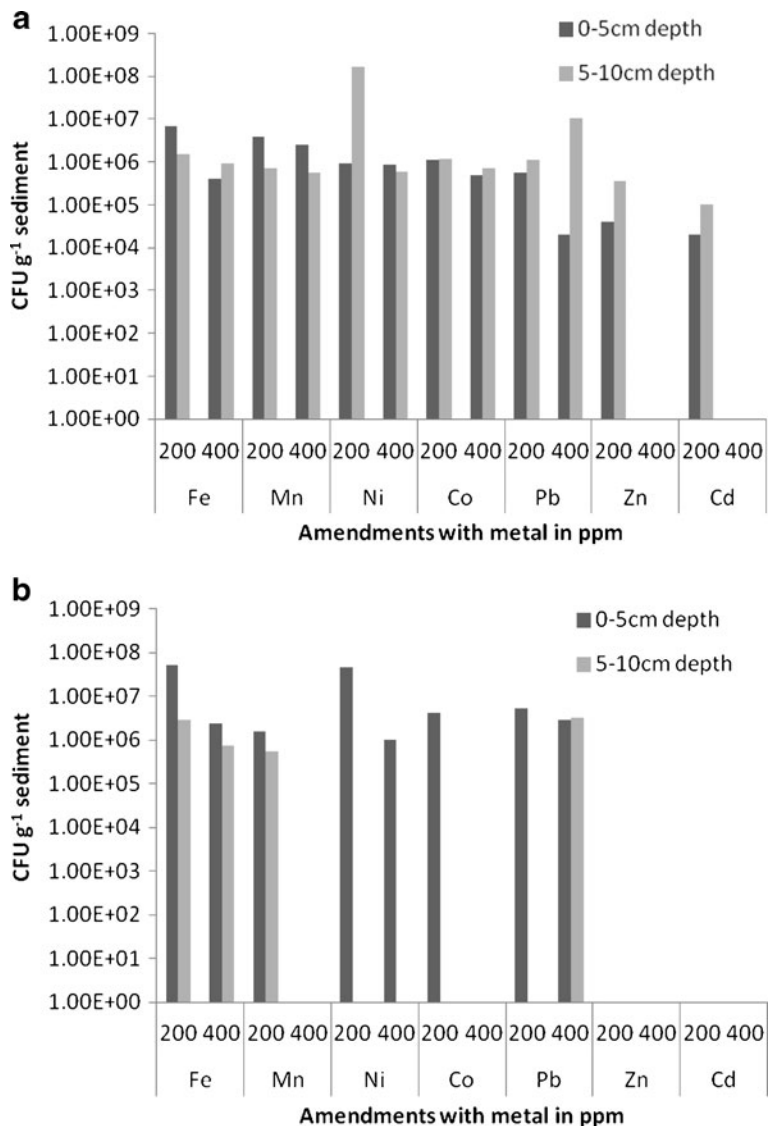 a
1.00E+09
0-5cm depth
1.00E+08
5-10cm depth
1.00E+07
1.00E+06
1.00E+05
1.00E+04
1.00E+03
1.00E+02
1.00E+01
1.00E+00
CFU g-1 sediment
200 400 200 400 200 400 200 400 200 400 200 400 200 400
Fe Mn Ni Co Pb Zn Cd
Amendments with metal in ppm
b
1.00E+09
0-5cm depth
1.00E+08
5-10cm depth
1.00E+07
1.00E+06
1.00E+05
1.00E+04
1.00E+03
1.00E+02
1.00E+01
1.00E+00
CFU g-1 sediment
200 400 200 400 200 400 200 400 200 400 200 400 200 400
Fe Mn Ni Co Pb Zn Cd
Amendments with metal in ppm